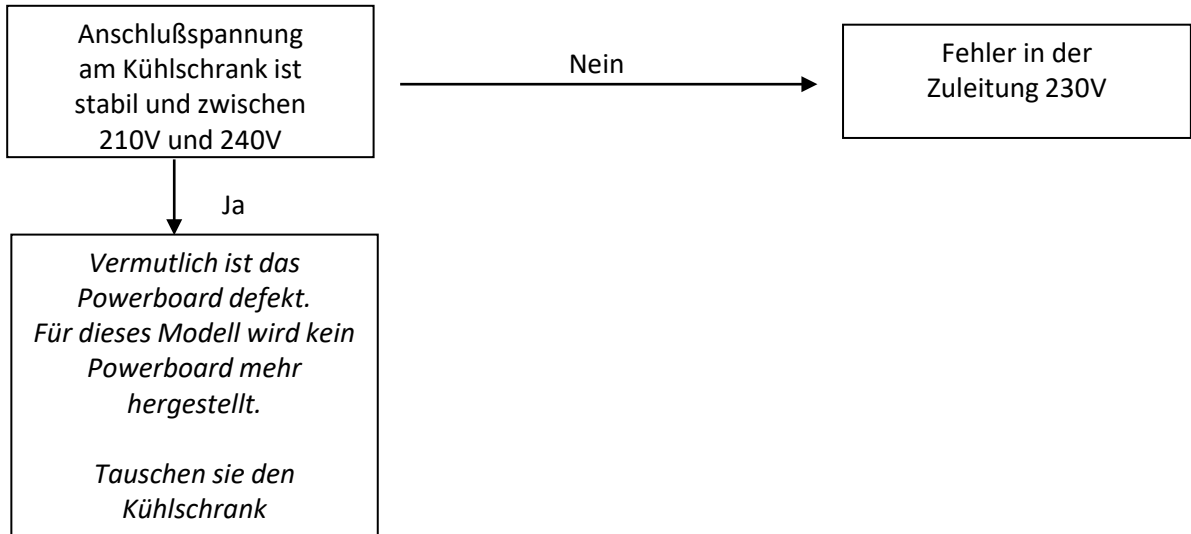 Anschlußspannung
am Kühlschrank ist
stabil und zwischen
210V und 240V
Nein
Fehler in der
Zuleitung 230V
Ja
Vermutlich ist das
Powerboard defekt.
Für dieses Modell wird kein
Powerboard mehr
hergestellt.
Tauschen sie den
Kühlschrank